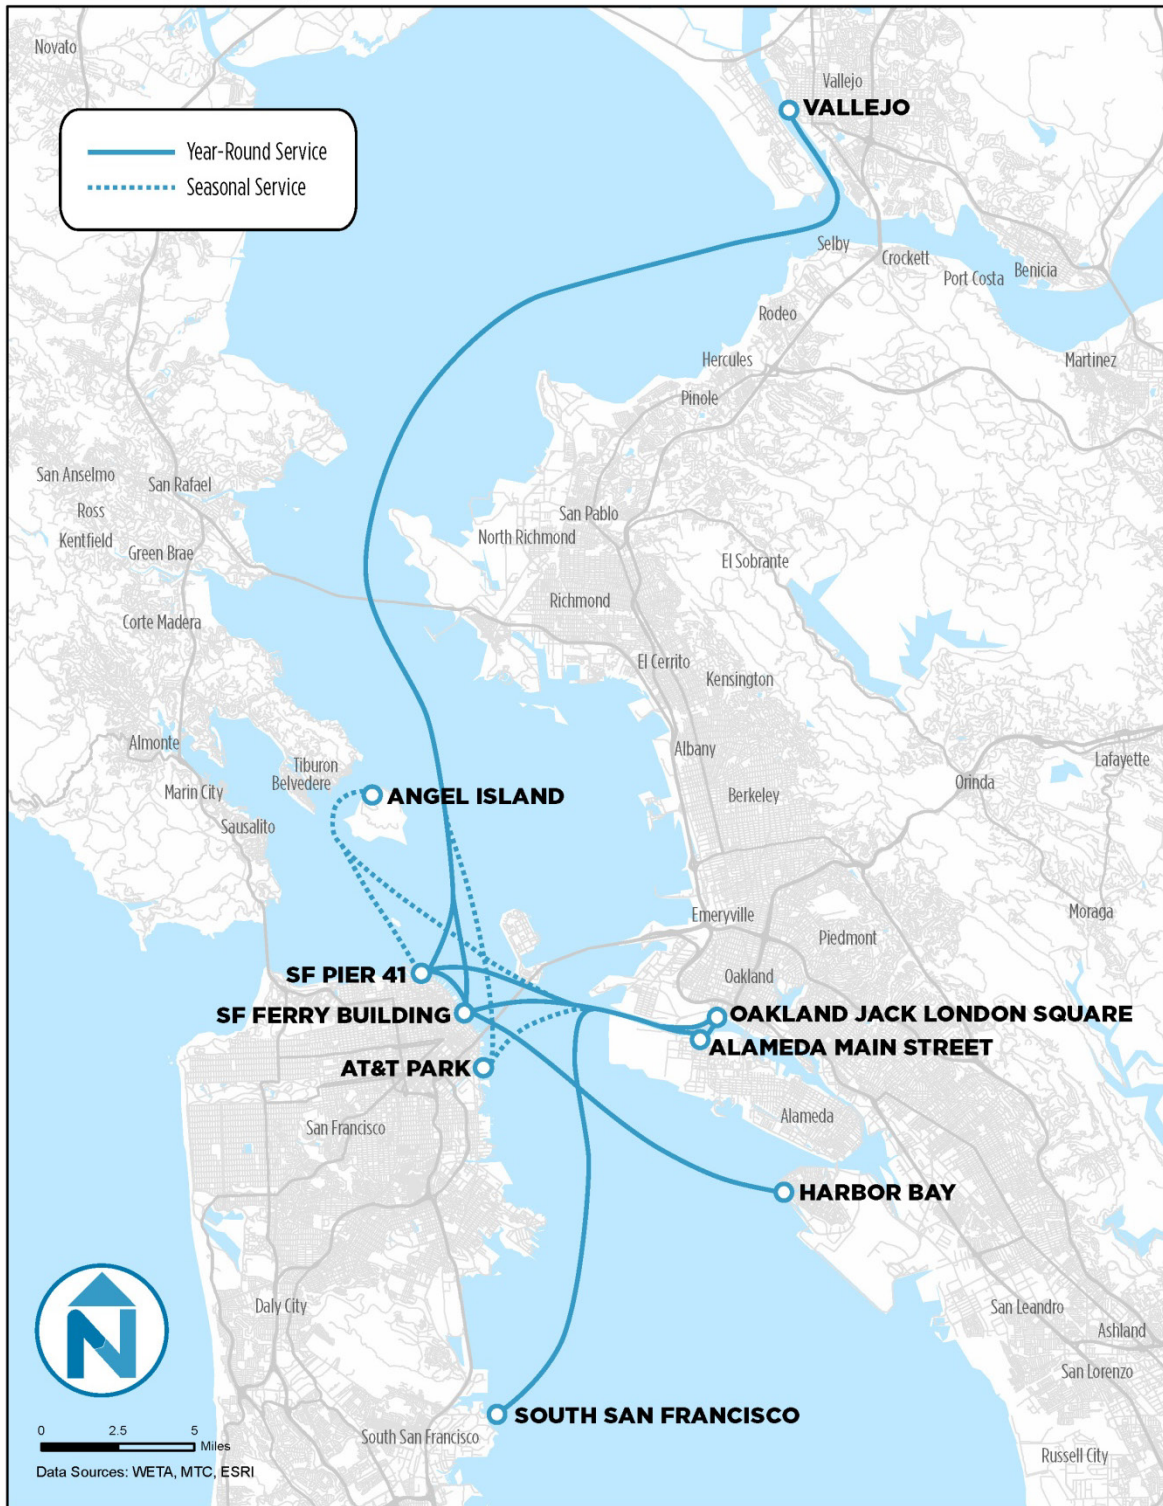 Novato
Vallejo
VALLEJO
Year-Round Service
Seasonal Service
Selby
Crockett
Port Costa
Benicia
Rodeo
Hercules
Martinez
Pinole
San Anselmo
San Rafael
Ross
San Pablo
Kentfield
North Richmond
Green Brae
El Sobrante
Richmond
Corte Madera
El Cerrito
Kensington
Almonte
Albany
Lafayette
Tiburon
Belvedere
Orinda
Marin City
ANGEL ISLAND
Berkeley
Sausalito
Moraga
Emeryville
Piedmont
SF PIER 41
Oakland
SF FERRY BUILDING
OAKLAND JACK LONDON SQUARE
ALAMEDA MAIN STREET
AT&T PARK
Alameda
San Francisco
HARBOR BAY
Daly City
San Leandro
Ashland
San Lorenzo
N
SOUTH SAN FRANCISCO
South San Francisco
0 2.5 5
Miles
Russell City
Data Sources: WETA, MTC, ESRI